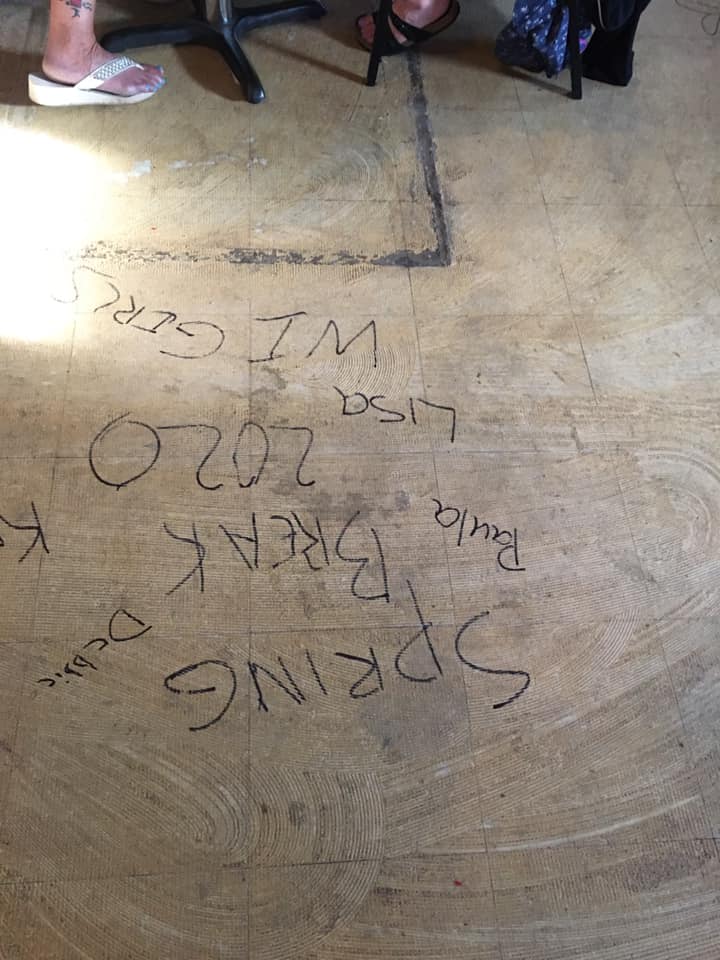 SPRING
Debbie
Paula
BREAK
2020
LISa
WI GIRLS